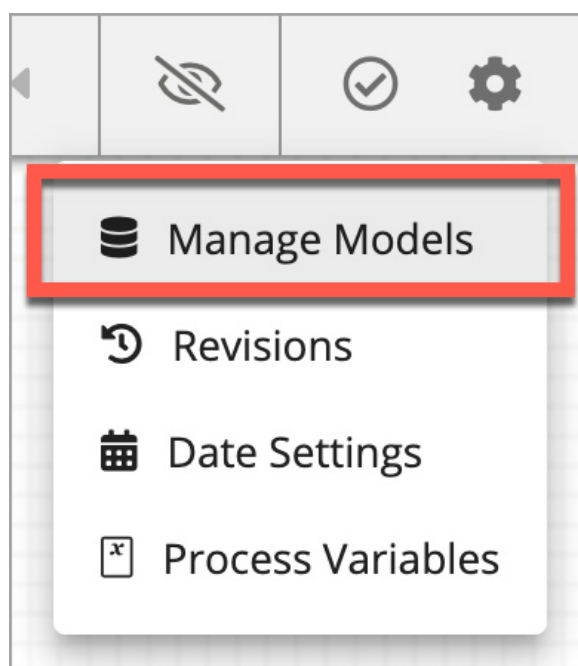 Manage Models
Revisions
Date Settings
x
Process Variables